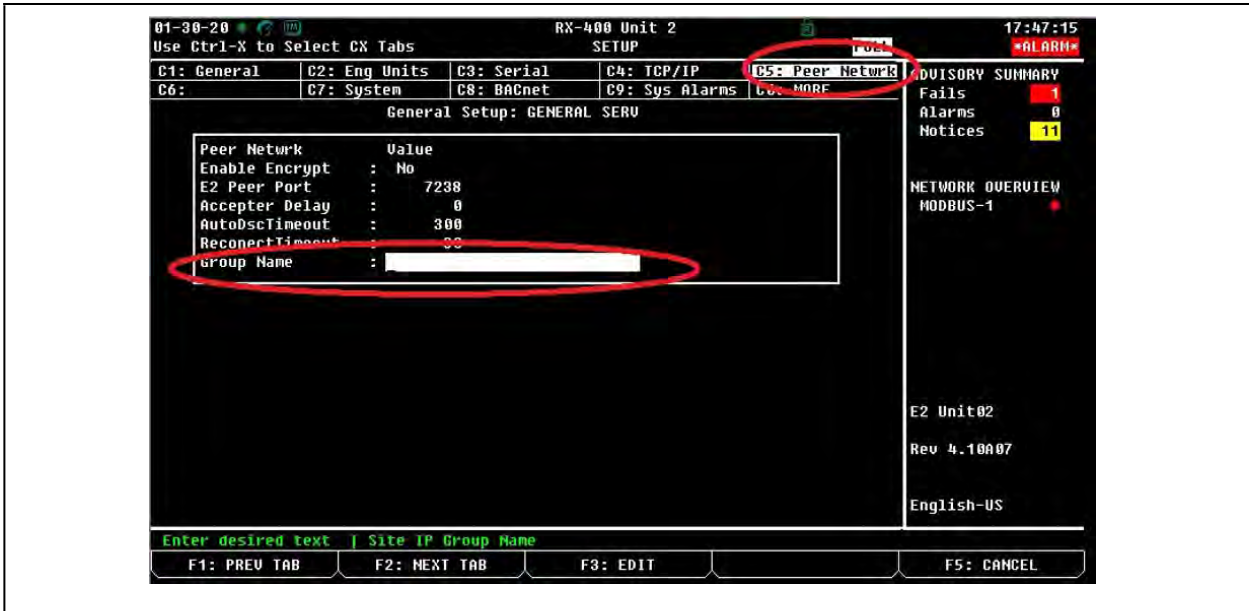 01-30-20 RX-400 Unit 2 17:47:15
Use Ctrl-X to Select CX Tabs SETUP FULL *ALARM*
C1: General C2: Eng Units C3: Serial C4: TCP/IP C5: Peer Netwrk ADVISORY SUMMARY
C6: C7: System C8: BACnet C9: Sys Alarms C0: MORE Fails 1
General Setup: GENERAL SERV Alarms 0
Notices 11
Peer Netwrk Value
Enable Encrypt : No
E2 Peer Port : 7238 NETWORK OVERVIEW
Accepter Delay : 0 MODBUS-1
AutoDscTimeout : 300
ReconectTimeout :
Group Name :
E2 Unit02
Rev 4.10A07
English-US
Enter desired text | Site IP Group Name
F1: PREV TAB F2: NEXT TAB F3: EDIT F5: CANCEL